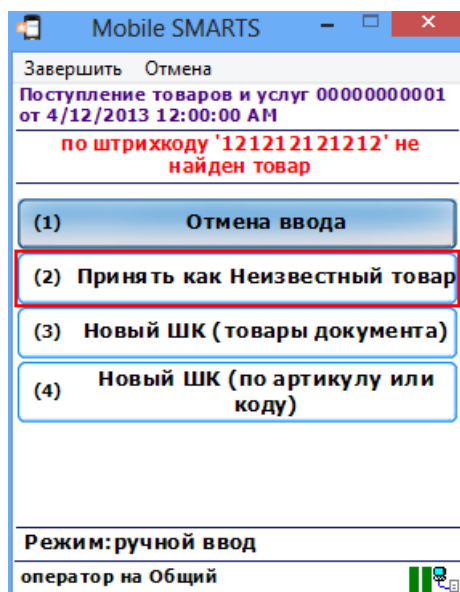 Mobile SMARTS
Завершить Отмена
Поступление товаров и услуг 00000000001
от 4/12/2013 12:00:00 AM
по штрихкоду '121212121212' не
найден товар
(1) Отмена ввода
(2) Принять как Неизвестный товар
(3) Новый ШК (товары документа)
(4) Новый ШК (по артикулу или
коду)
Режим:ручной ввод
оператор на Общий